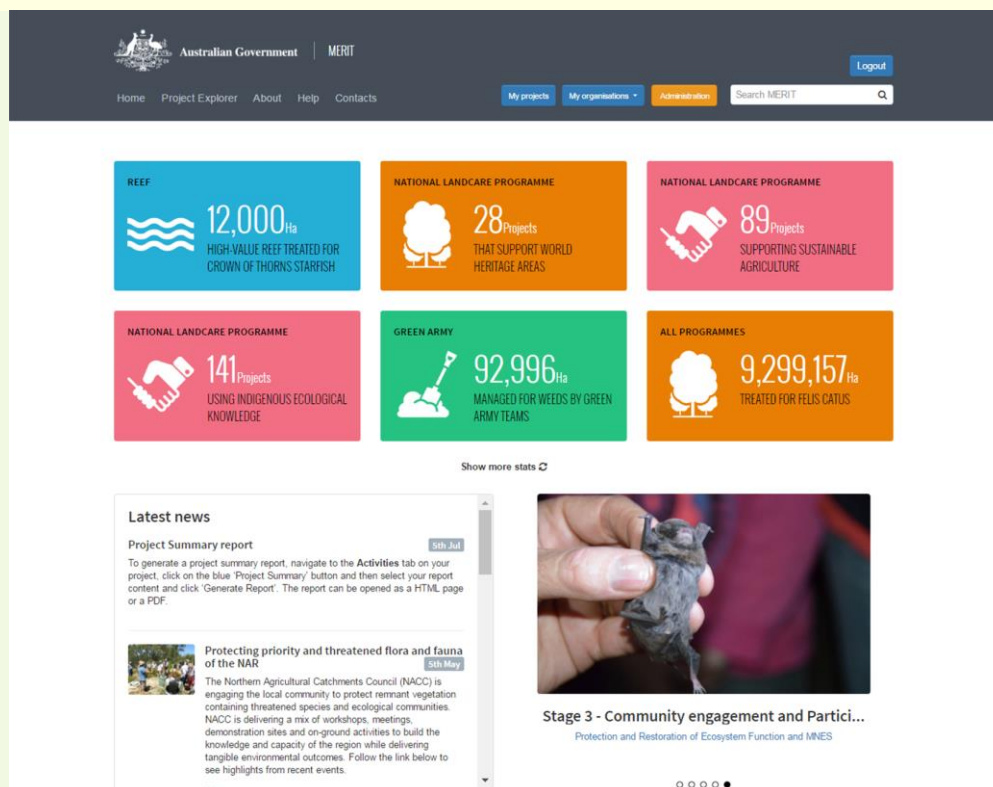 Australian Government
MERIT
Logout
Home Project Explorer About Help Contacts
My projects My organisations Administration Search MERIT
REEF
12,000Ha
HIGH-VALUE REEF TREATED FOR
CROWN OF THORNS STARFISH
NATIONAL LANDCARE PROGRAMME
28Projects
THAT SUPPORT WORLD
HERITAGE AREAS
NATIONAL LANDCARE PROGRAMME
89Projects
SUPPORTING SUSTAINABLE
AGRICULTURE
NATIONAL LANDCARE PROGRAMME
141Projects
USING INDIGENOUS ECOLOGICAL
KNOWLEDGE
GREEN ARMY
92,996Ha
MANAGED FOR WEEDS BY GREEN
ARMY TEAMS
ALL PROGRAMMES
9,299,157Ha
TREATED FOR FELIS CATUS
Show more stats
Latest news
Project Summary report 5th Jul
To generate a project summary report, navigate to the Activities tab on your
project, click on the blue 'Project Summary' button and then select your report
content and click 'Generate Report'. The report can be opened as a HTML page
or a PDF.
Protecting priority and threatened flora and fauna
of the NAR 5th May
The Northern Agricultural Catchments Council (NACC) is
engaging the local community to protect remnant vegetation
containing threatened species and ecological communities.
NACC is delivering a mix of workshops, meetings,
demonstration sites and on-ground activities to build the
knowledge and capacity of the region while delivering
tangible environmental outcomes. Follow the link below to
see highlights from recent events.
Stage 3 - Community engagement and Partici...
Protection and Restoration of Ecosystem Function and MNES